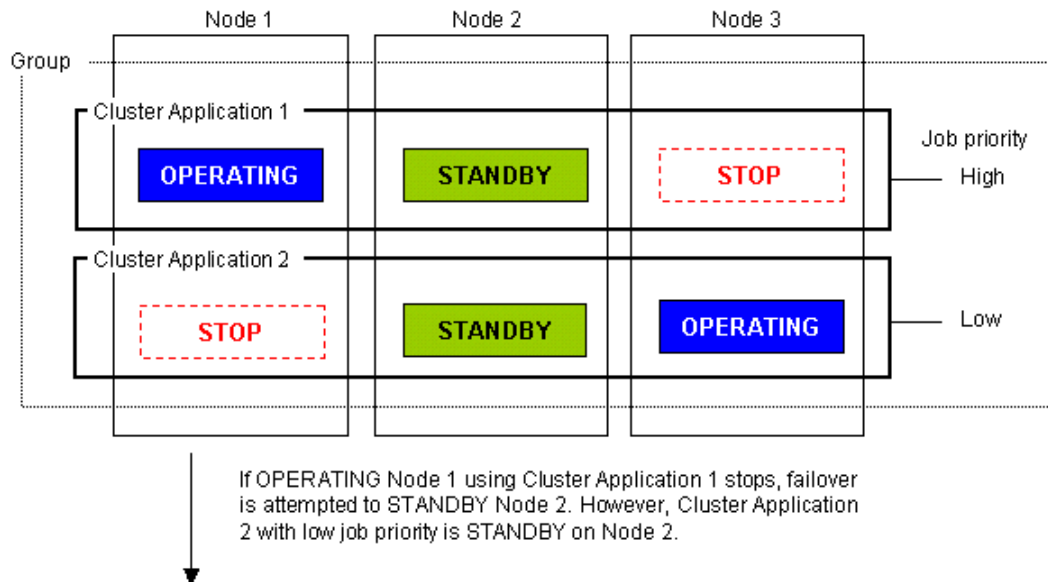 Node 1 Node 2 Node 3
Group
Cluster Application 1
Job priority
OPERATING STANDBY STOP High
Cluster Application 2
STOP STANDBY OPERATING Low
If OPERATING Node 1 using Cluster Application 1 stops, failover
is attempted to STANDBY Node 2. However, Cluster Application
2 with low job priority is STANDBY on Node 2.